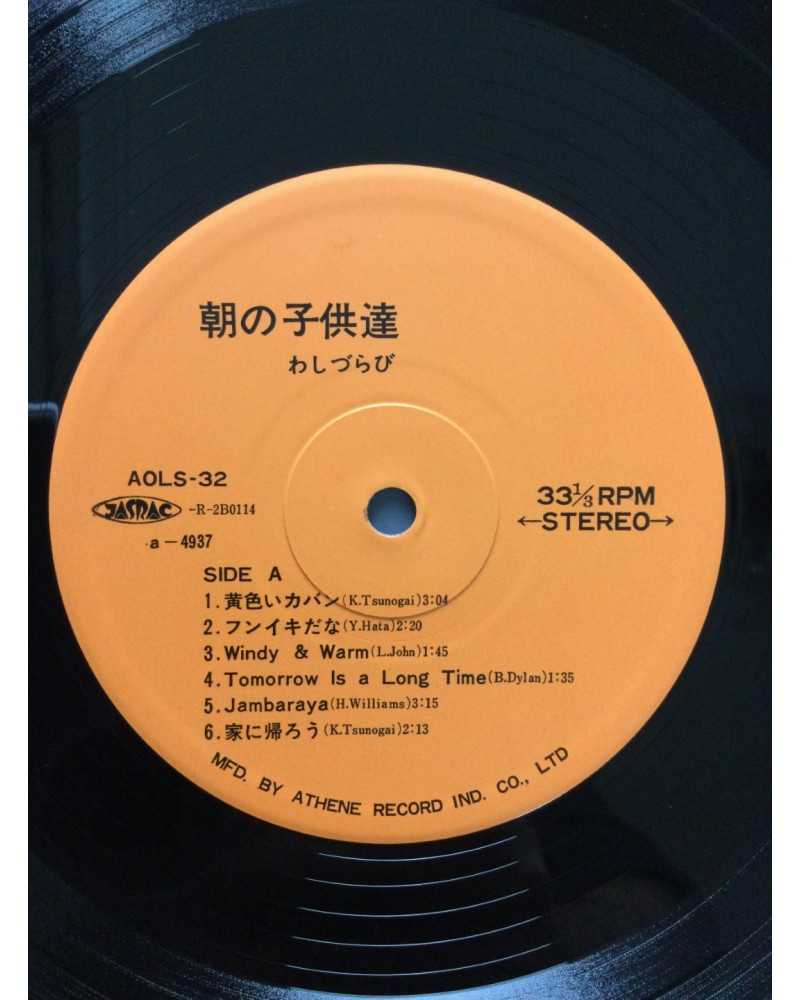 朝の子供達
わしづらび
AOLS-32
JASRAC -R-2B0114
a-4937
33⅓ RPM
←STEREO→
SIDE A
1.黄色いカバン(K.Tsunogai)3:04
2.フンイキだな(Y.Hata)2:20
3.Windy & Warm(L.John)1:45
4.Tomorrow Is a Long Time(B.Dylan)1:35
5.Jambaraya(H.Williams)3:15
6.家に帰ろう(K.Tsunogai)2:13
MFD. BY ATHENE RECORD IND. CO., LTD